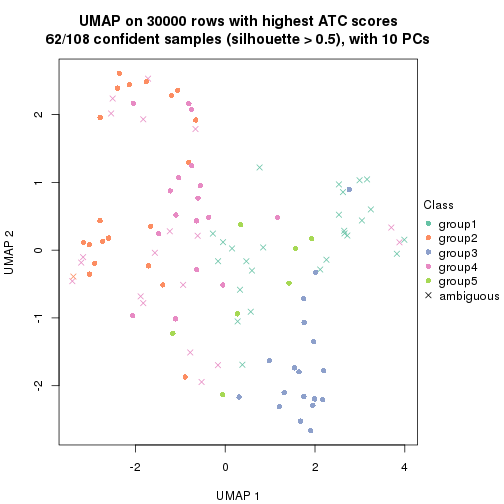 UMAP on 30000 rows with highest ATC scores
62/108 confident samples (silhouette > 0.5), with 10 PCs
2
1
0
-1
-2
UMAP 2
-2
0
2
4
UMAP 1
Class
group1
group2
group3
group4
group5
ambiguous